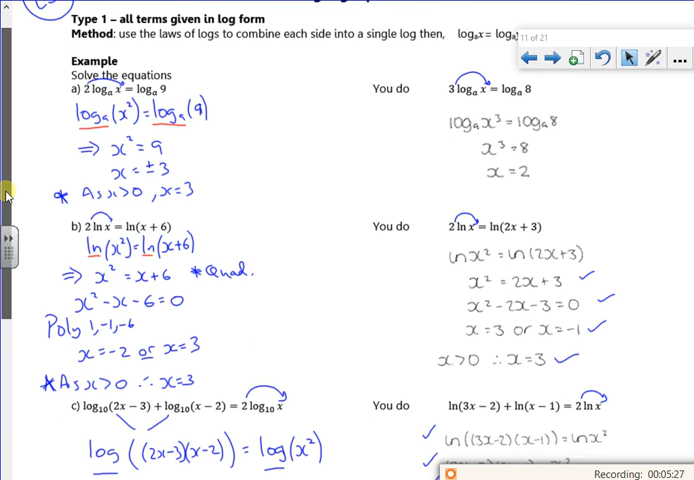 Type 1 – all terms given in log form
Method: use the laws of logs to combine each side into a single log then, logₐx = log
11 of 21
Example
Solve the equations
a) 2 logₐ x = logₐ 9
logₐ(x²) = logₐ(9)
⇒ x² = 9
x = ±3
* As x>0, x=3
You do 3logₐ x = logₐ 8
logₐ x³ = logₐ 8
x³ = 8
x = 2
b) 2 ln x = ln(x + 6)
ln(x²) = ln(x+6)
⇒ x² = x+6 *Quad.
x² - x - 6 = 0
Poly 1, -1, -6
x = -2 or x = 3
*As x>0 ∴ x=3
You do 2 ln x = ln(2x + 3)
ln x² = ln(2x+3)
x² = 2x+3 ✓
x² - 2x - 3 = 0 ✓
x = 3 or x = -1 ✓
x>0 ∴ x = 3 ✓
c) log₁₀(2x − 3) + log₁₀(x − 2) = 2 log₁₀ x
log((2x-3)(x-2)) = log(x²)
You do ln(3x − 2) + ln(x − 1) = 2 ln x
✓ ln((3x-2)(x-1)) = ln x²
Recording: 00:05:27